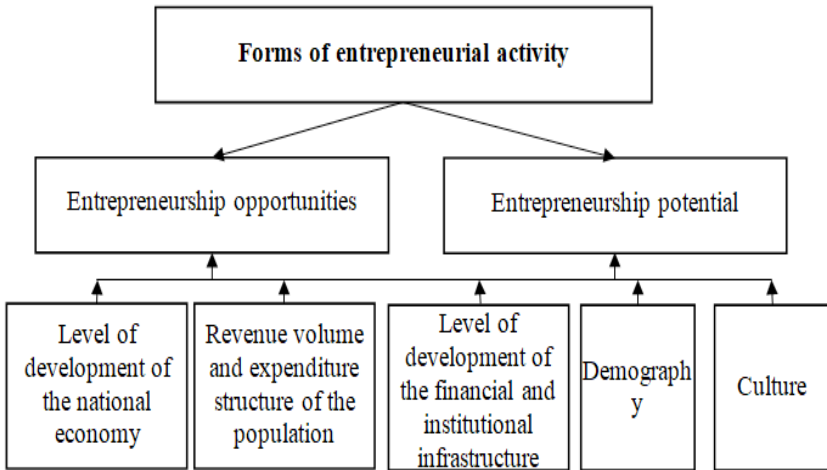 Forms of entrepreneurial activity
Entrepreneurship opportunities
Entrepreneurship potential
Level of
development of
the national
economy
Revenue volume
and expenditure
structure of the
population
Level of
development of
the financial and
institutional
infrastructure
Demograph
y
Culture